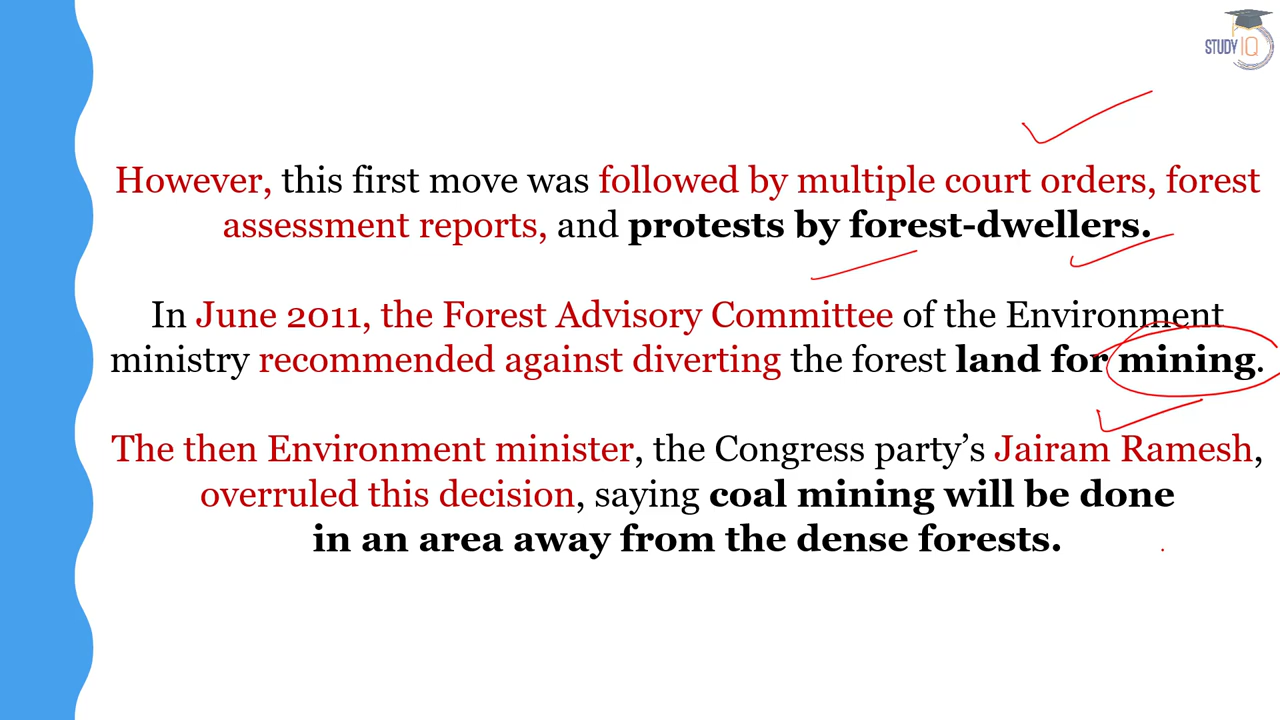 STUDY IQ
However, this first move was followed by multiple court orders, forest
assessment reports, and protests by forest-dwellers.
In June 2011, the Forest Advisory Committee of the Environment
ministry recommended against diverting the forest land for mining.
The then Environment minister, the Congress party’s Jairam Ramesh,
overruled this decision, saying coal mining will be done
in an area away from the dense forests.